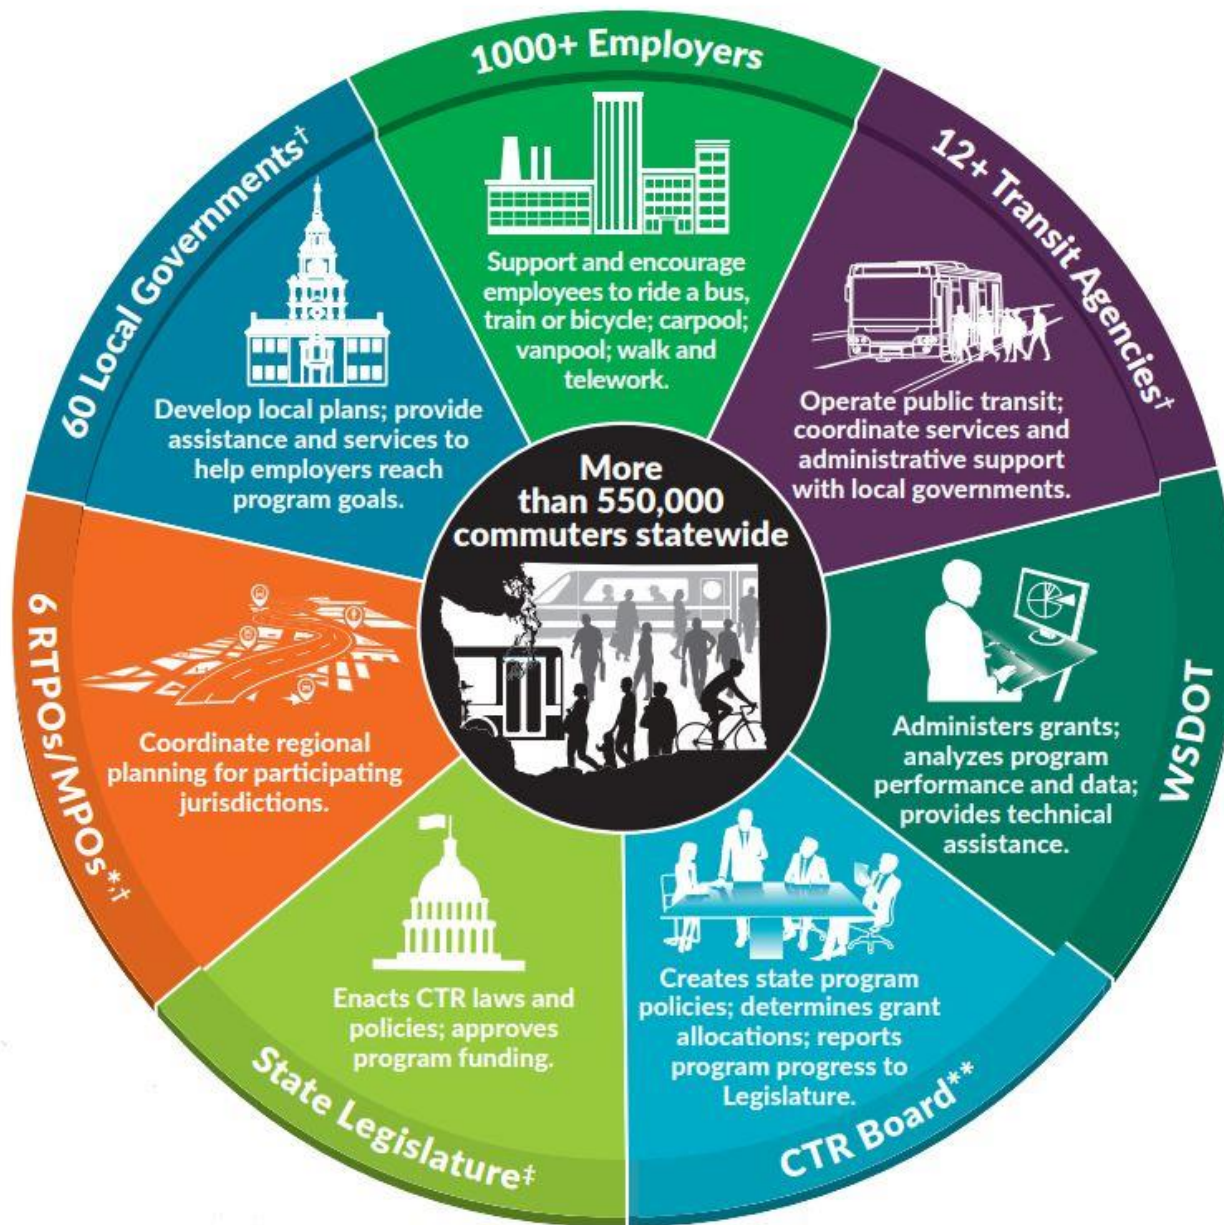 1000+ Employers
Support and encourage
employees to ride a bus,
train or bicycle; carpool;
vanpool; walk and
telework.
12+ Transit Agencies†
Operate public transit;
coordinate services and
administrative support
with local governments.
WSDOT
Administers grants;
analyzes program
performance and data;
provides technical
assistance.
CTR Board**
Creates state program
policies; determines grant
allocations; reports
program progress to
Legislature.
State Legislature‡
Enacts CTR laws and
policies; approves
program funding.
6 RTPOs/MPOs*,†
Coordinate regional
planning for participating
jurisdictions.
60 Local Governments†
Develop local plans; provide
assistance and services to
help employers reach
program goals.
More
than 550,000
commuters statewide